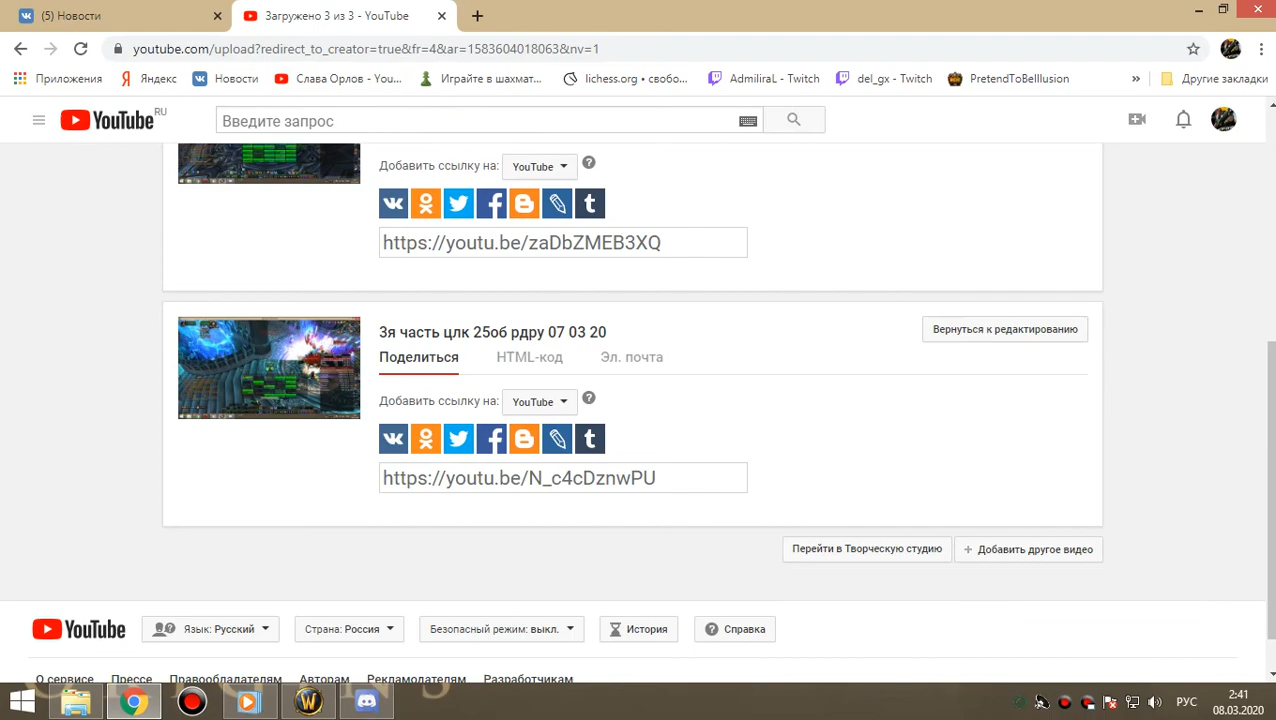 (5) Новости
Загружено 3 из 3 - YouTube
youtube.com/upload?redirect_to_creator=true&fr=4&ar=1583604018063&nv=1
Приложения
Яндекс
Новости
Слава Орлов - You...
Играйте в шахмат...
lichess.org • свобо...
AdmiraL - Twitch
del_gx - Twitch
PretendToBeIllusion
»
Другие закладки
YouTube RU
Введите запрос
Добавить ссылку на: YouTube
https://youtu.be/zaDbZMEB3XQ
3я часть цлк 25об рдру 07 03 20
Вернуться к редактированию
Поделиться HTML-код Эл. почта
Добавить ссылку на: YouTube
https://youtu.be/N_c4cDznwPU
Перейти в Творческую студию + Добавить другое видео
YouTube Язык: Русский Страна: Россия Безопасный режим: выкл. История Справка
О сервисе Прессе Правообладателям Авторам Рекламодателям Разработчикам
РУС
2:41
08.03.2020